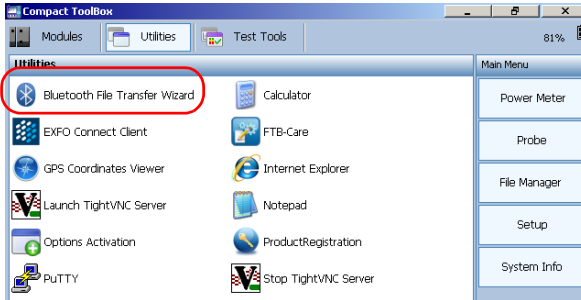 Compact ToolBox
Modules
Utilities
Test Tools
81%
Utilities
Main Menu
Bluetooth File Transfer Wizard
Calculator
Power Meter
EXFO Connect Client
FTB-Care
Probe
GPS Coordinates Viewer
Internet Explorer
File Manager
Launch TightVNC Server
Notepad
Setup
Options Activation
ProductRegistration
System Info
PuTTY
Stop TightVNC Server